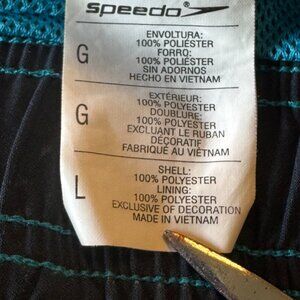 speedo
G
ENVOLTURA:
100% POLIÉSTER
FORRO:
100% POLIÉSTER
SIN ADORNOS
HECHO EN VIETNAM
G
EXTÉRIEUR:
100% POLYESTER
DOUBLURE:
100% POLYESTER
EXCLUANT LE RUBAN
DÉCORATIF
FABRIQUÉ AU VIÊTNAM
L
SHELL:
100% POLYESTER
LINING:
100% POLYESTER
EXCLUSIVE OF DECORATION
MADE IN VIETNAM